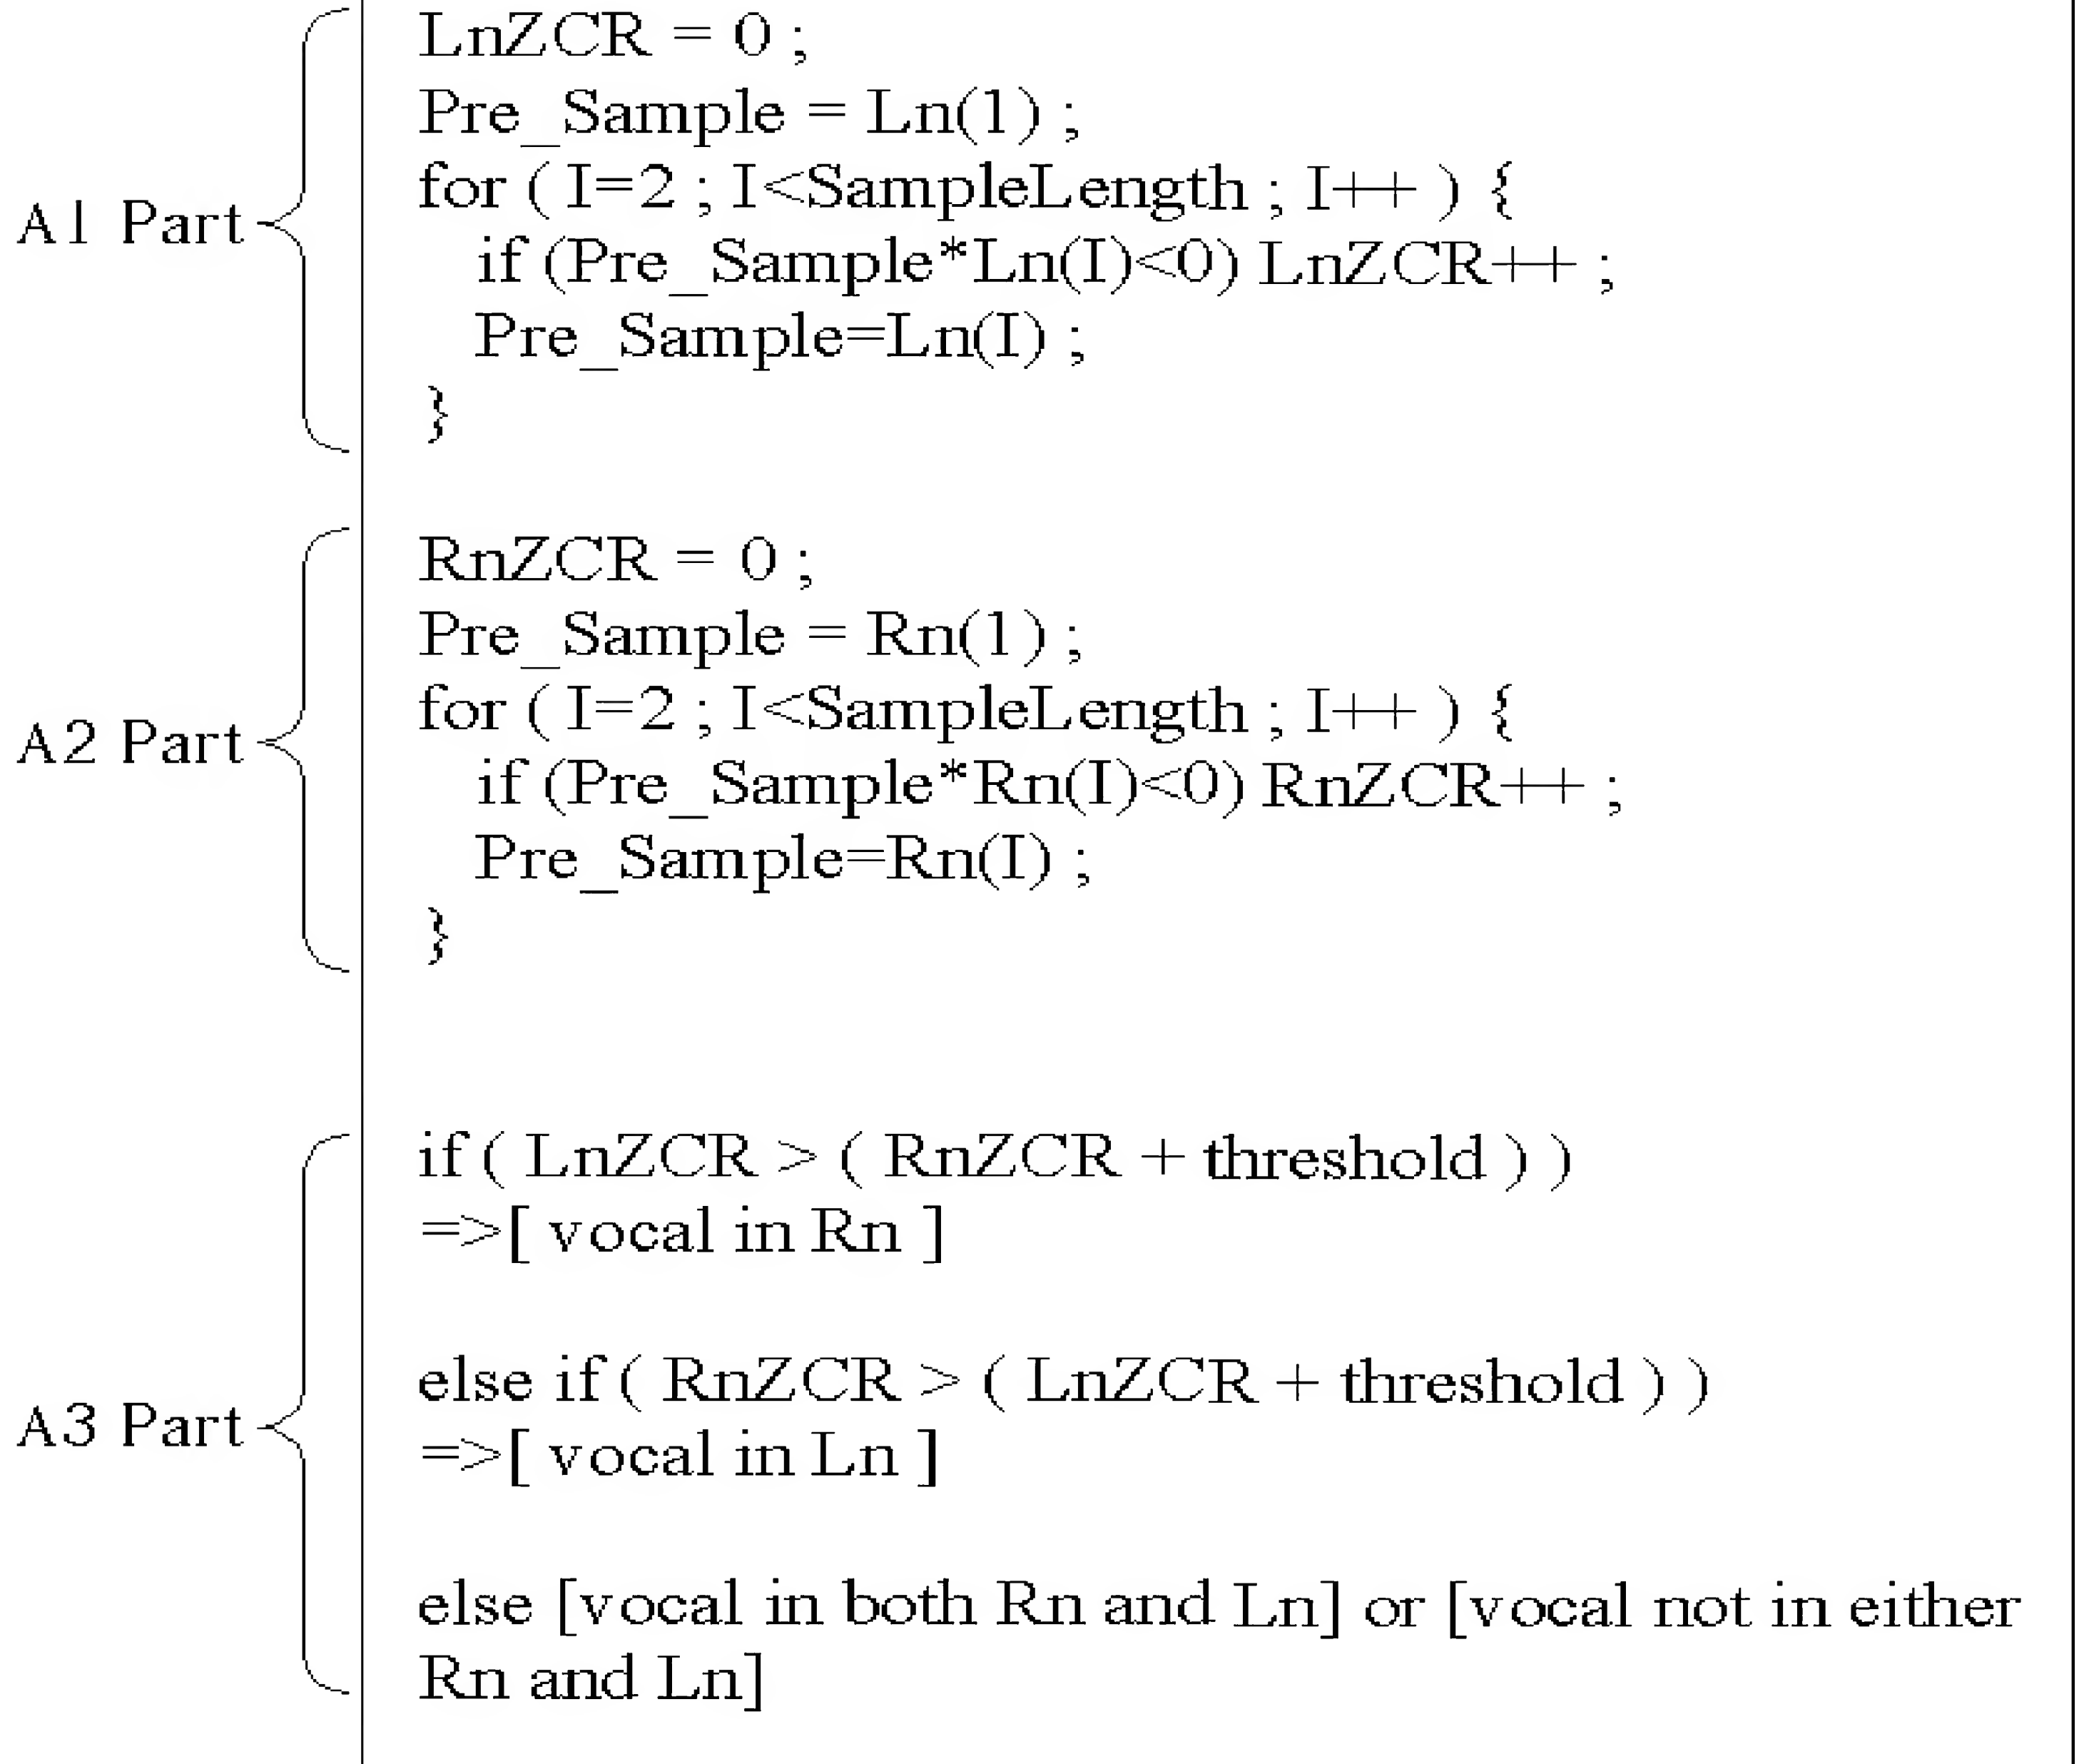 A1 Part
LnZCR = 0 ;
Pre_Sample = Ln(1) ;
for ( I=2 ; I<SampleLength ; I++ ) {
if (Pre_Sample*Ln(I)<0) LnZCR++ ;
Pre_Sample=Ln(I) ;
}
A2 Part
RnZCR = 0 ;
Pre_Sample = Rn(1) ;
for ( I=2 ; I<SampleLength ; I++ ) {
if (Pre_Sample*Rn(I)<0) RnZCR++ ;
Pre_Sample=Rn(I) ;
}
A3 Part
if ( LnZCR > ( RnZCR + threshold ) )
=>[ vocal in Rn ]
else if ( RnZCR > ( LnZCR + threshold ) )
=>[ vocal in Ln ]
else [vocal in both Rn and Ln] or [vocal not in either
Rn and Ln]